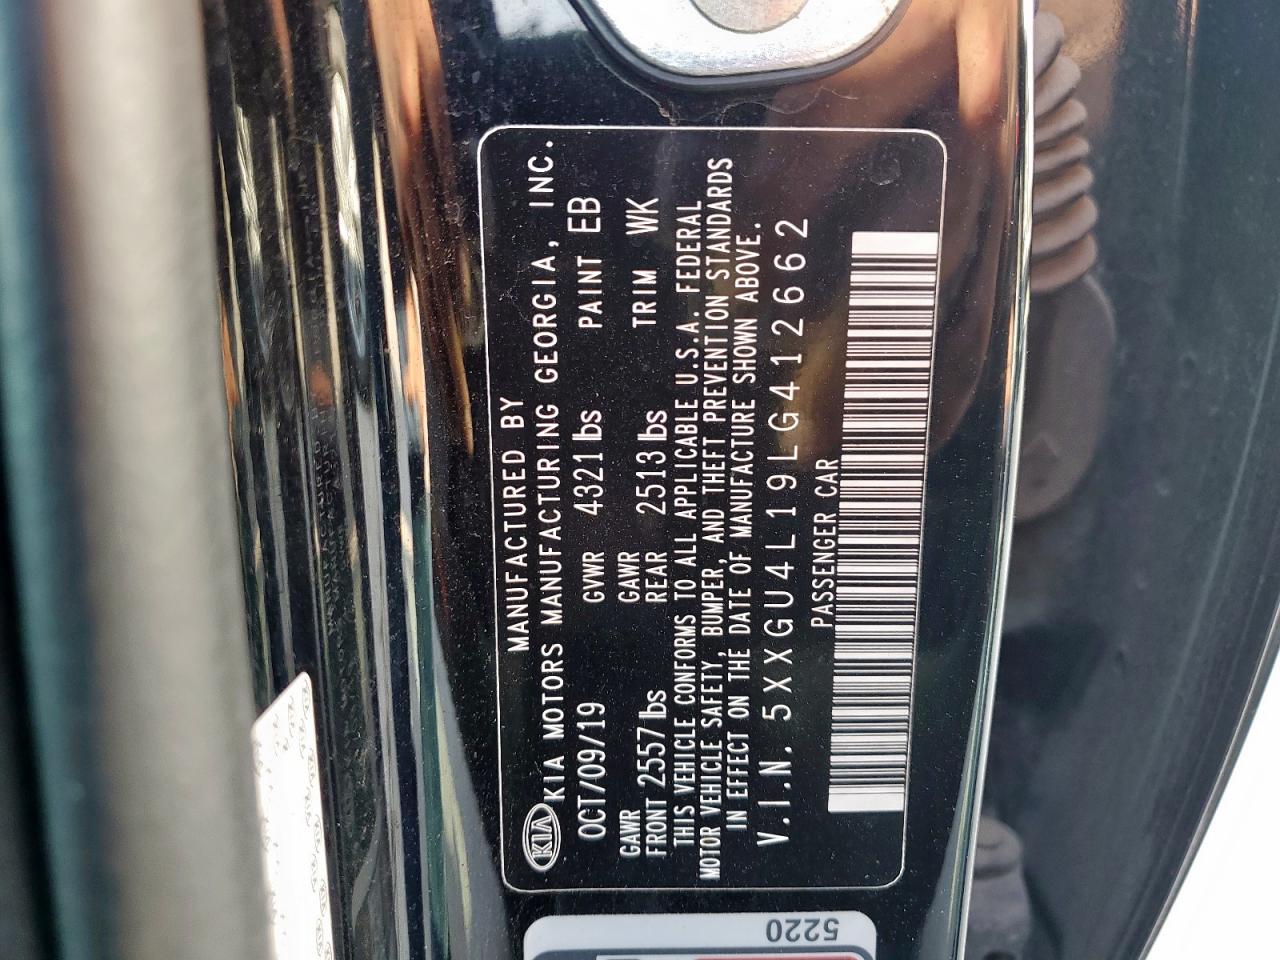 MANUFACTURED BY
KIA KIA MOTORS MANUFACTURING GEORGIA, INC.
OCT/09/19 GVWR 4321 lbs PAINT EB
GAWR FRONT 2557 lbs GAWR REAR 2513 lbs TRIM WK
THIS VEHICLE CONFORMS TO ALL APPLICABLE U.S.A. FEDERAL
MOTOR VEHICLE SAFETY, BUMPER, AND THEFT PREVENTION STANDARDS
IN EFFECT ON THE DATE OF MANUFACTURE SHOWN ABOVE.
V.I.N. 5XXGU4L19LG412662
PASSENGER CAR
5220